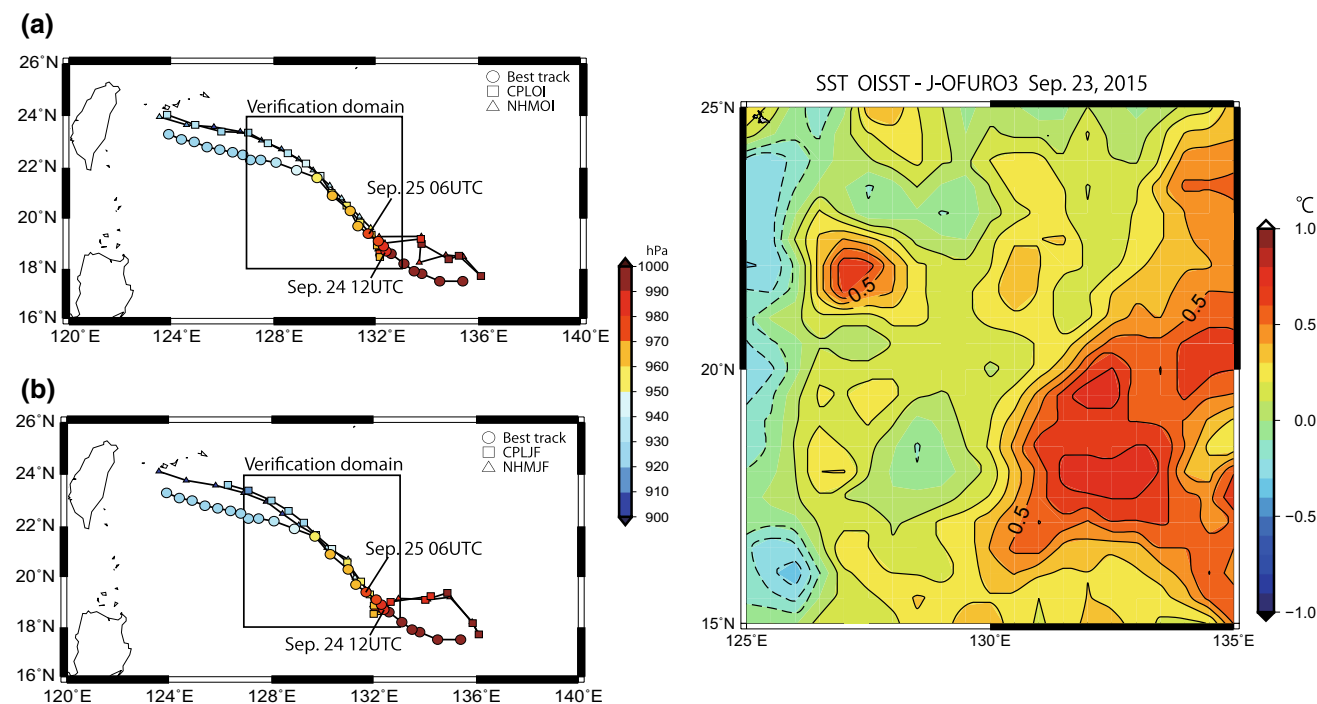 (a)
26°N
24°N
22°N
20°N
18°N
16°N
120°E
124°E
128°E
132°E
136°E
140°E
Best track
CPLOI
NHMOI
Verification domain
Sep. 25 06UTC
Sep. 24 12UTC
(b)
26°N
24°N
22°N
20°N
18°N
16°N
120°E
124°E
128°E
132°E
136°E
140°E
Best track
CPLJF
NHMJF
Verification domain
Sep. 25 06UTC
Sep. 24 12UTC
hPa
1000
990
980
970
960
950
940
930
920
910
900
SST OISST - J-OFURO3 Sep. 23, 2015
25°N
20°N
15°N
125°E
130°E
135°E
0.5
0.5
0.5
℃
1.0
0.5
0.0
−0.5
−1.0